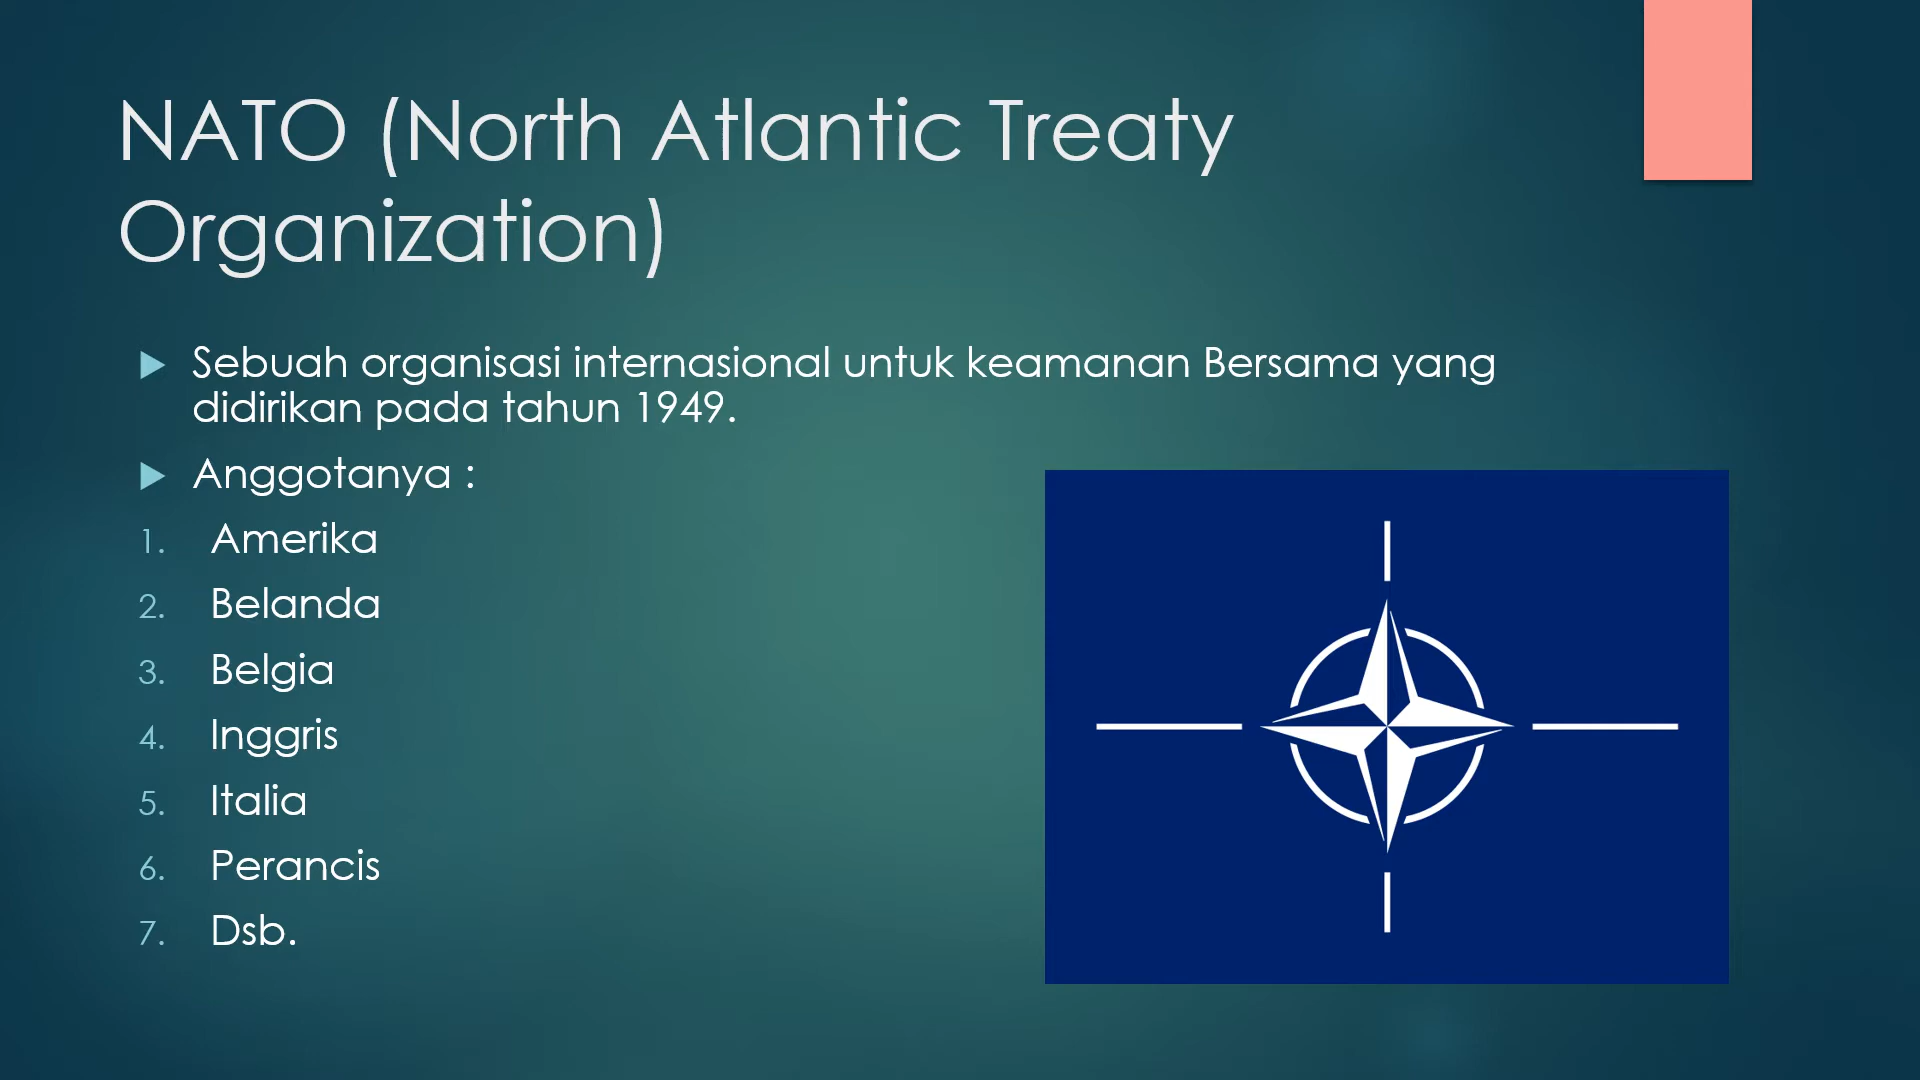 NATO (North Atlantic Treaty
Organization)
Sebuah organisasi internasional untuk keamanan Bersama yang
didirikan pada tahun 1949.
Anggotanya :
1. Amerika
2. Belanda
3. Belgia
4. Inggris
5. Italia
6. Perancis
7. Dsb.